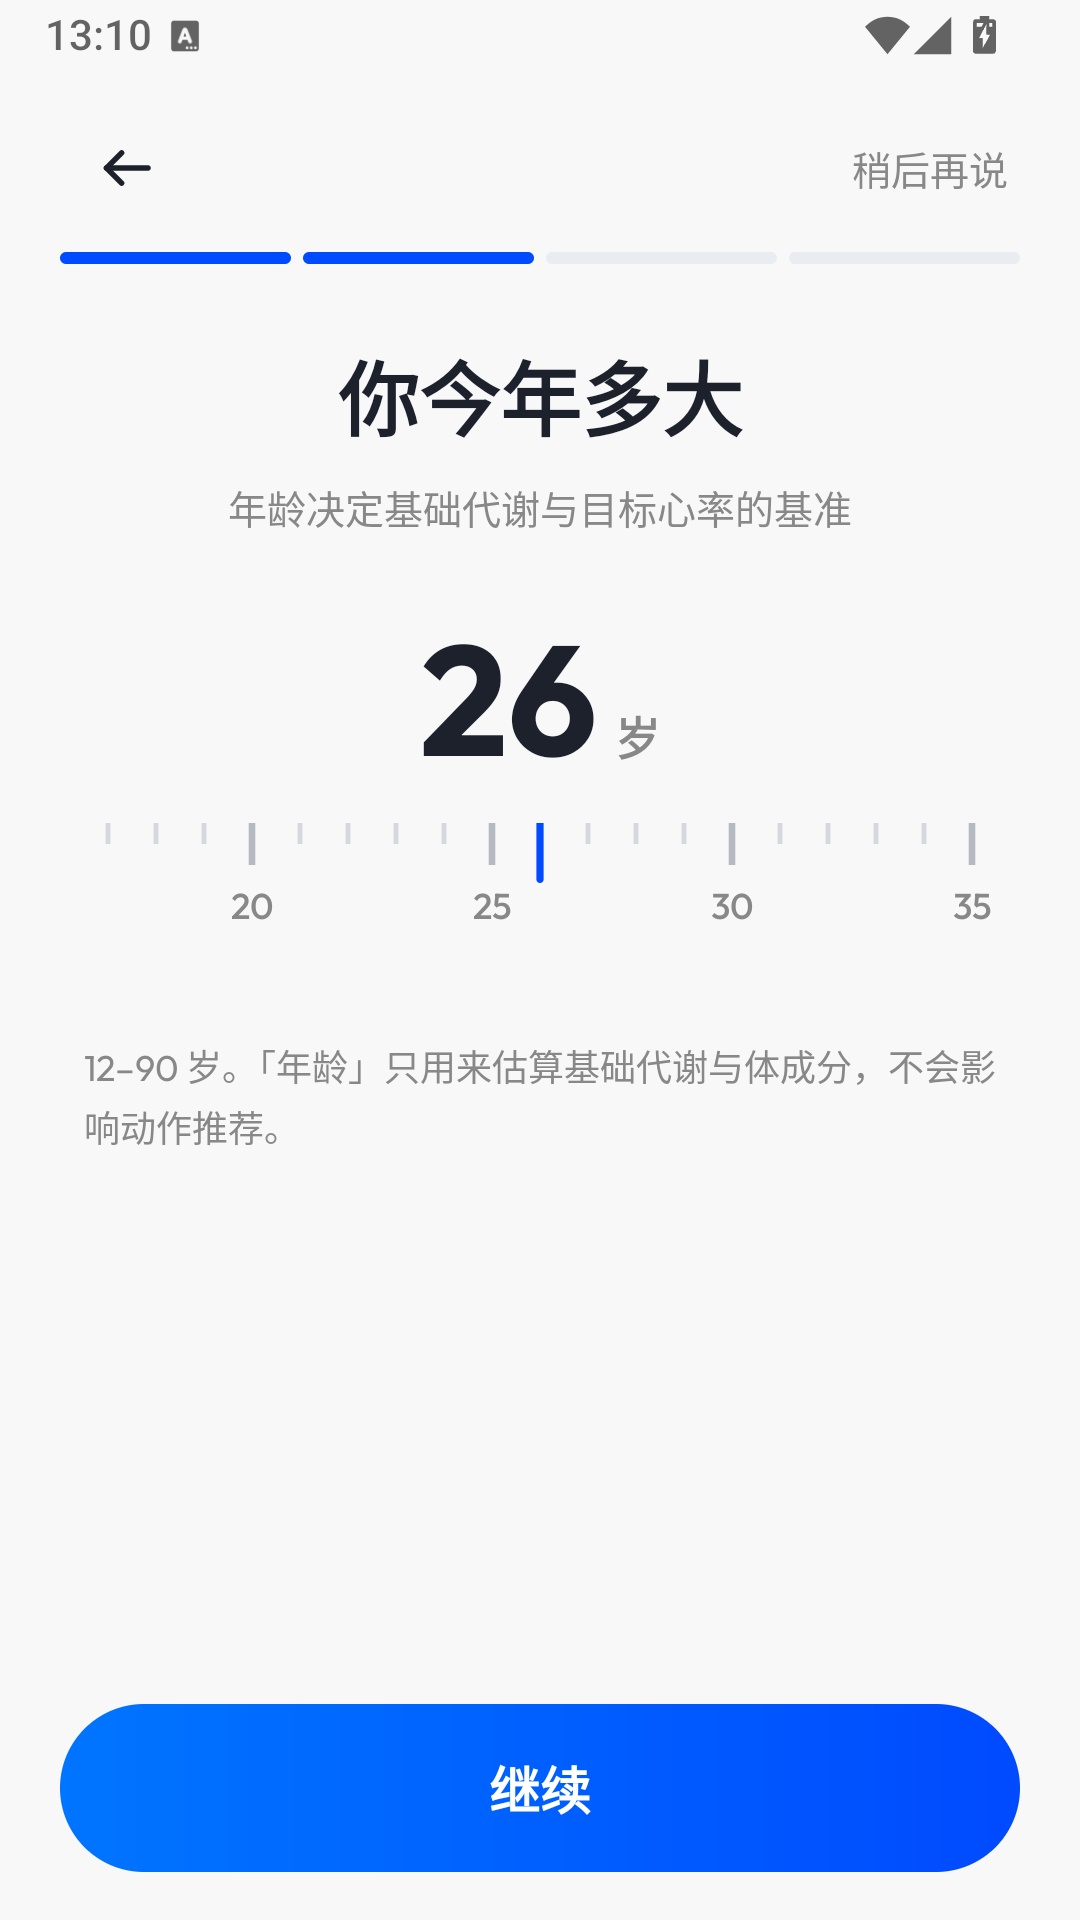 13:10
稍后再说
你今年多大
年龄决定基础代谢与目标心率的基准
26 岁
20 25 30 35
12–90 岁。「年龄」只用来估算基础代谢与体成分，不会影
响动作推荐。
继续